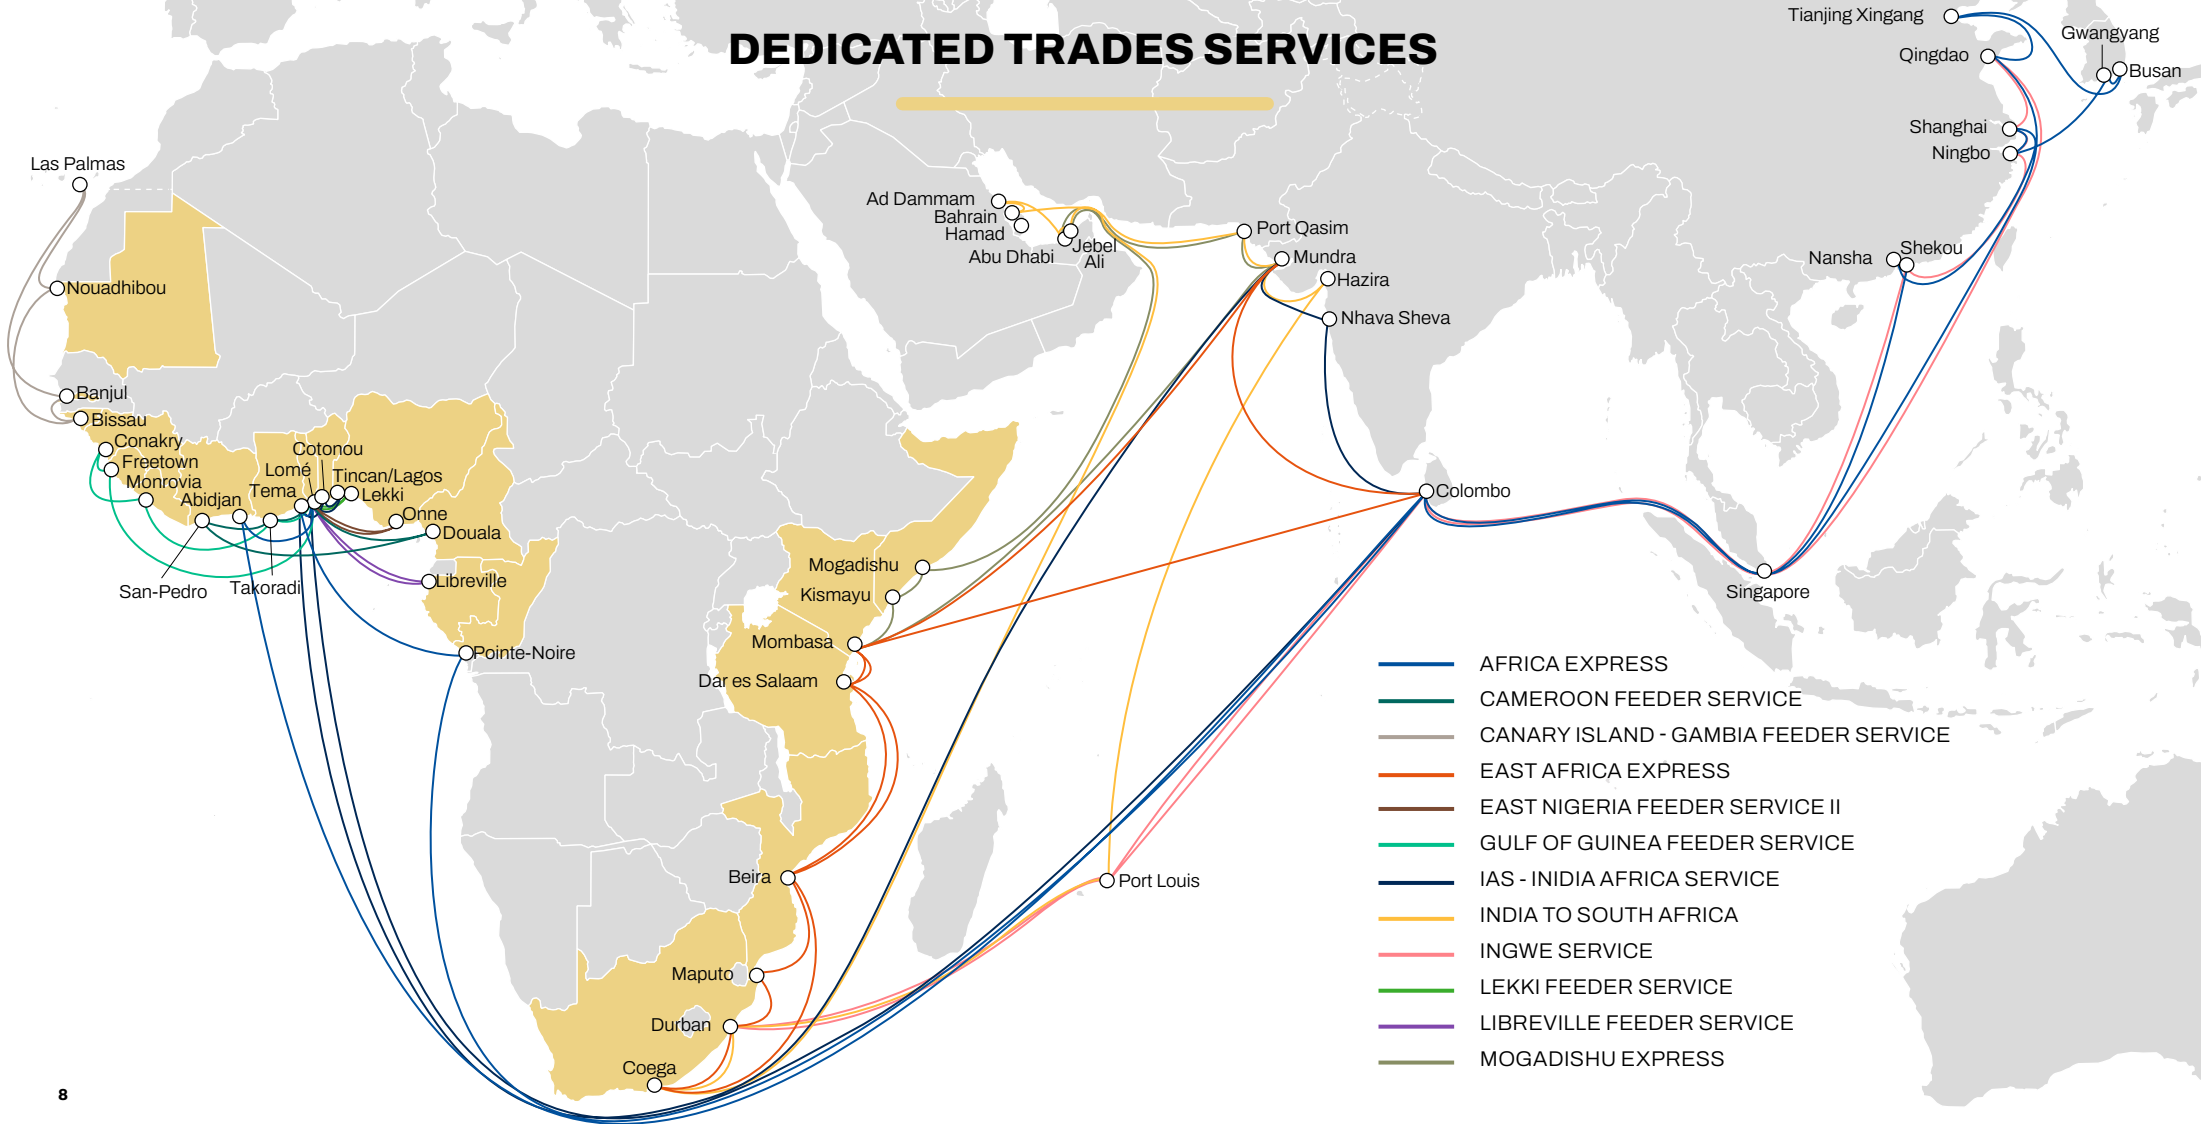 DEDICATED TRADES SERVICES
Tianjing Xingang
Gwangyang
Qingdao
Busan
Shanghai
Ningbo
Las Palmas
Ad Dammam
Bahrain
Hamad
Abu Dhabi
Jebel
Ali
Port Qasim
Mundra
Hazira
Nhava Sheva
Nansha
Shekou
Nouadhibou
Banjul
Bissau
Conakry
Freetown
Monrovia
Abidjan
Cotonou
Lomé
Tema
Tincan/Lagos
Lekki
Onne
Douala
San-Pedro
Takoradi
Libreville
Pointe-Noire
Colombo
Singapore
Mogadishu
Kismayu
Mombasa
Dar es Salaam
Beira
Port Louis
Maputo
Durban
Coega
AFRICA EXPRESS
CAMEROON FEEDER SERVICE
CANARY ISLAND - GAMBIA FEEDER SERVICE
EAST AFRICA EXPRESS
EAST NIGERIA FEEDER SERVICE II
GULF OF GUINEA FEEDER SERVICE
IAS - INIDIA AFRICA SERVICE
INDIA TO SOUTH AFRICA
INGWE SERVICE
LEKKI FEEDER SERVICE
LIBREVILLE FEEDER SERVICE
MOGADISHU EXPRESS
8